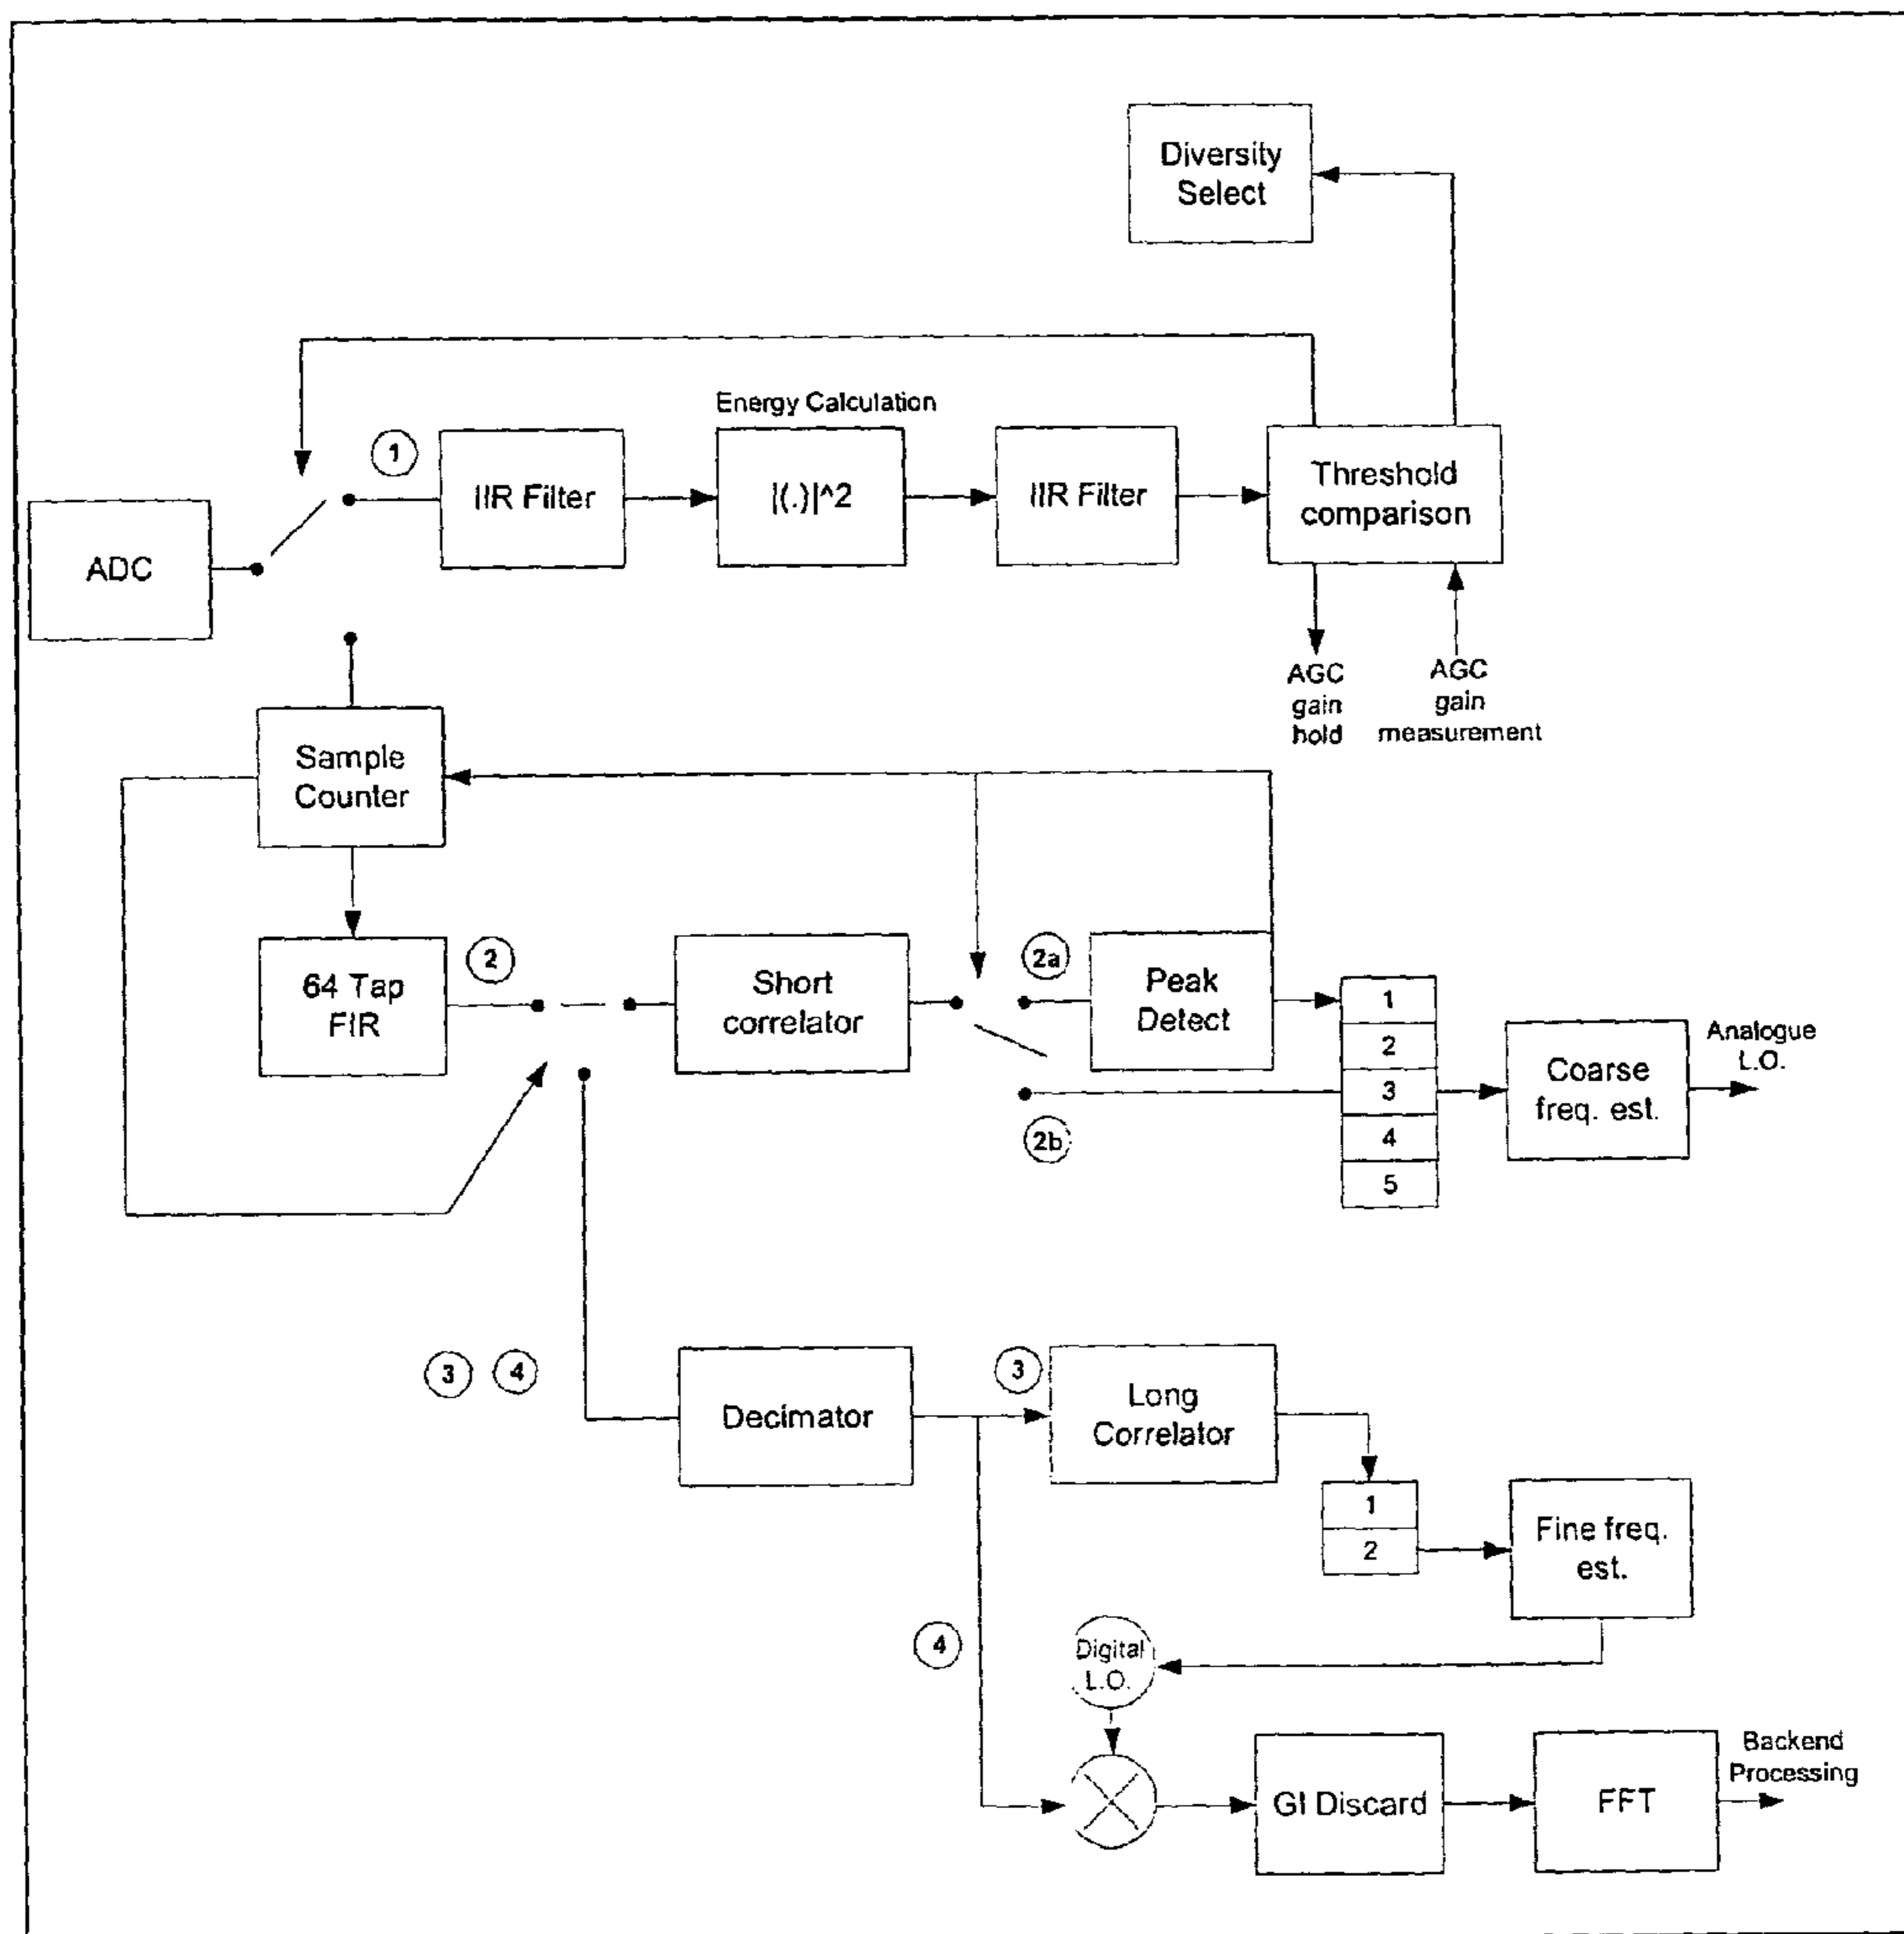 Diversity
Select
Energy Calculation
1
IIR Filter
|(.)|^2
IIR Filter
Threshold
comparison
ADC
AGC
gain
hold
AGC
gain
measurement
Sample
Counter
64 Tap
FIR
2
Short
correlator
2a
Peak
Detect
2b
1
2
3
4
5
Coarse
freq. est.
Analogue
L.O.
3
4
Decimator
3
Long
Correlator
1
2
Fine freq.
est.
4
Digital
L.O.
GI Discard
FFT
Backend
Processing